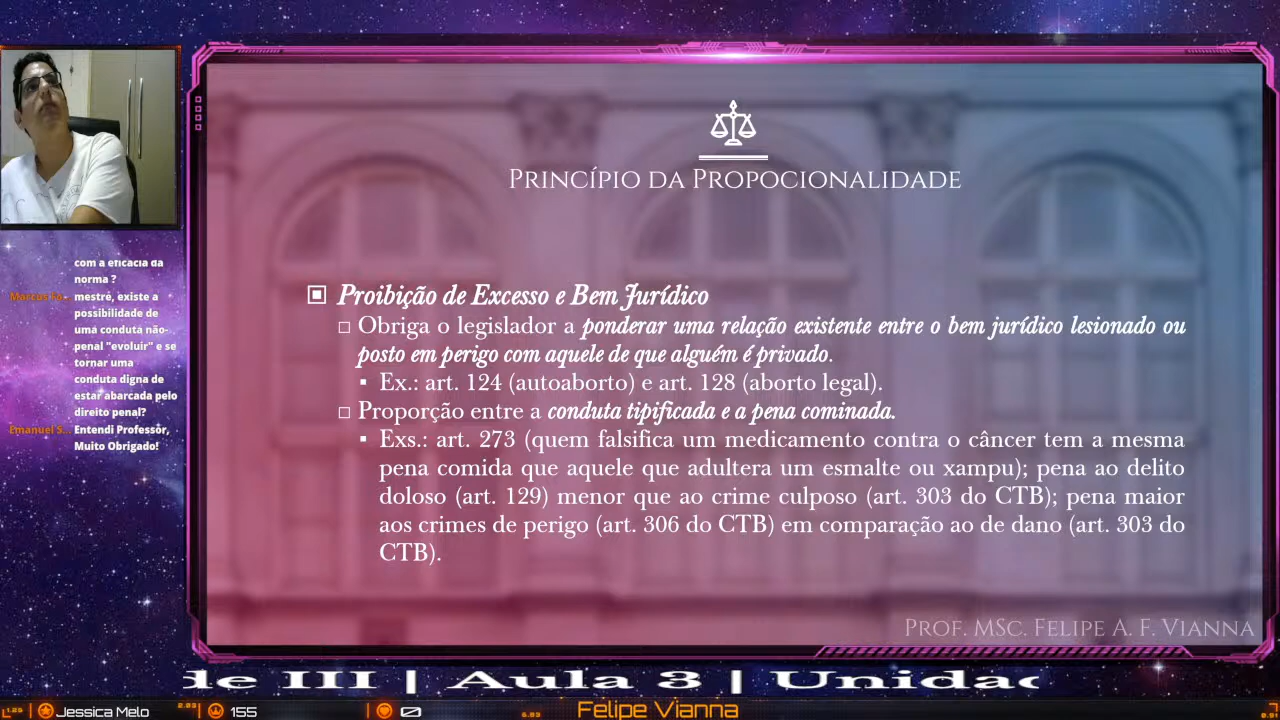 PRINCÍPIO DA PROPOCIONALIDADE
Proibição de Excesso e Bem Jurídico
Obriga o legislador a ponderar uma relação existente entre o bem jurídico lesionado ou
posto em perigo com aquele de que alguém é privado.
Ex.: art. 124 (autoaborto) e art. 128 (aborto legal).
Proporção entre a conduta tipificada e a pena cominada.
Exs.: art. 273 (quem falsifica um medicamento contra o câncer tem a mesma
pena comida que aquele que adultera um esmalte ou xampu); pena ao delito
doloso (art. 129) menor que ao crime culposo (art. 303 do CTB); pena maior
aos crimes de perigo (art. 306 do CTB) em comparação ao de dano (art. 303 do
CTB).
PROF. MSC. FELIPE A. F. VIANNA
com a eficácia da
norma ?
Marcus
mestre, existe a
possibilidade de
uma conduta não-
penal "evoluir" e se
tornar uma
conduta digna de
estar abarcada pelo
direito penal?
Emanuel S... Entendi Professor,
Muito Obrigado!
de III | Aula 3 | Unidad
Jessica Melo
155
0
Felipe Vianna